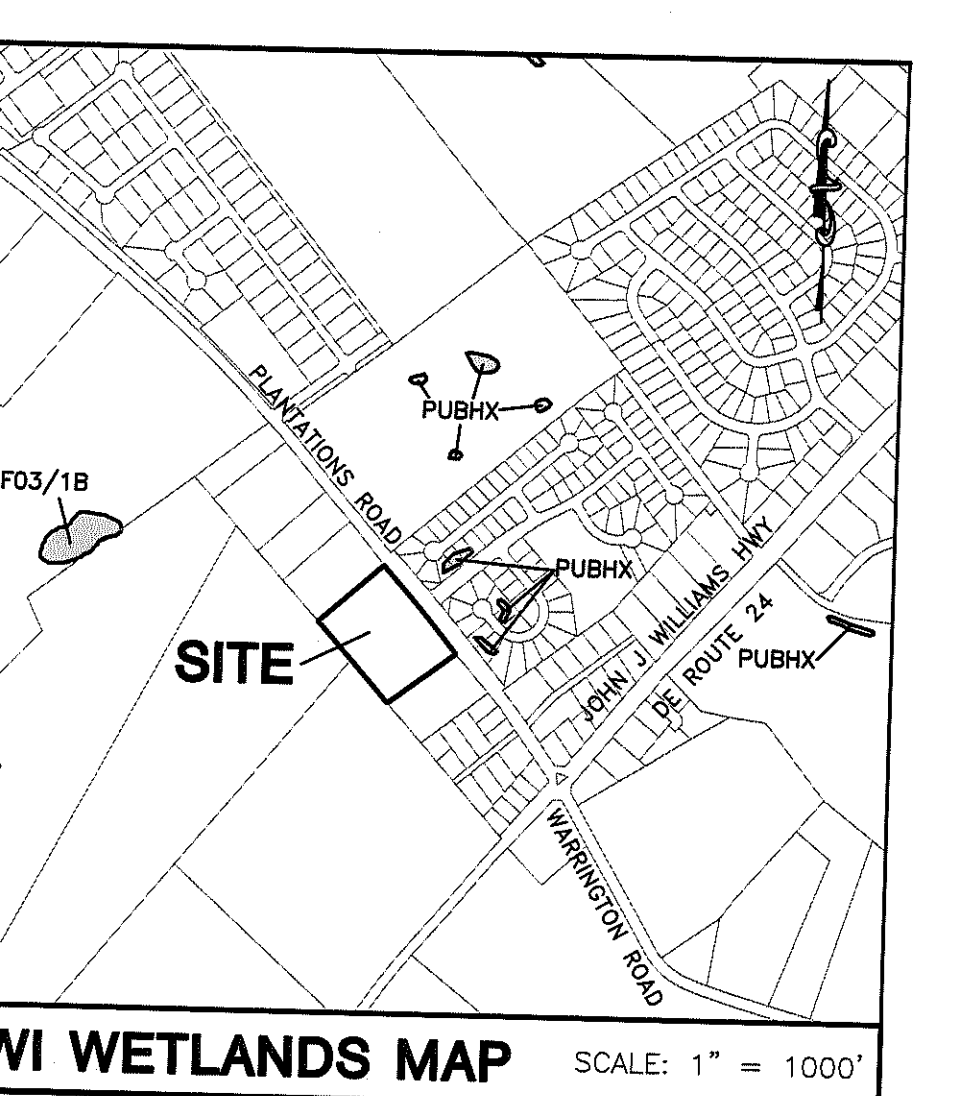 PLANTATIONS ROAD
PUBHX
F03/1B
PUBHX
SITE
JOHN J WILLIAMS HWY
DE ROUTE 24
PUBHX
WARRINGTON ROAD
WI WETLANDS MAP
SCALE: 1" = 1000'